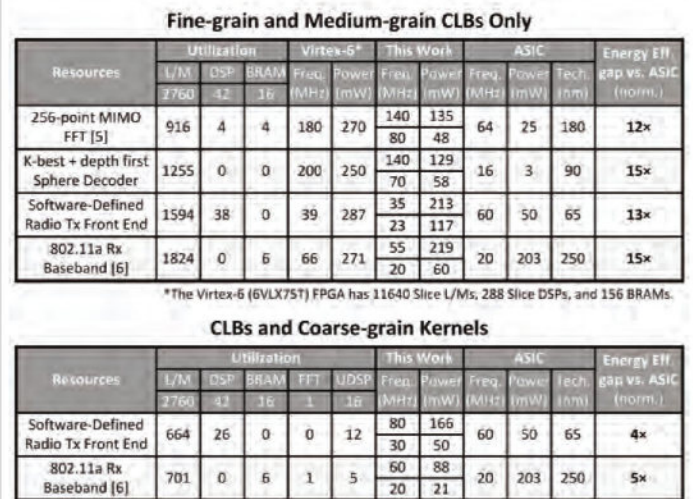 Fine-grain and Medium-grain CLBs Only
Resources Utilization Virtex-6* This Work ASIC Energy Eff. gap vs. ASIC (norm.)
L/M DSP BRAM Freq. Power Freq. Power Freq. Power Tech.
2760 42 16 (MHz) (mW) (MHz) (mW) (MHz) (mW) (nm)
256-point MIMO FFT [5] 916 4 4 180 270 140 135 64 25 180 12×
80 48
K-best + depth first Sphere Decoder 1255 0 0 200 250 140 129 16 3 90 15×
70 58
Software-Defined Radio Tx Front End 1594 38 0 39 287 35 213 60 50 65 13×
23 117
802.11a Rx Baseband [6] 1824 0 6 66 271 55 219 20 203 250 15×
20 60
*The Virtex-6 (6VLX75T) FPGA has 11640 Slice L/Ms, 288 Slice DSPs, and 156 BRAMs.
CLBs and Coarse-grain Kernels
Resources Utilization This Work ASIC Energy Eff. gap vs. ASIC (norm.)
L/M DSP BRAM FFT UDSP Freq. Power Freq. Power Tech.
2760 42 16 1 16 (MHz) (mW) (MHz) (mW) (nm)
Software-Defined Radio Tx Front End 664 26 0 0 12 80 166 60 50 65 4×
30 50
802.11a Rx Baseband [6] 701 0 6 1 5 60 88 20 203 250 5×
20 21